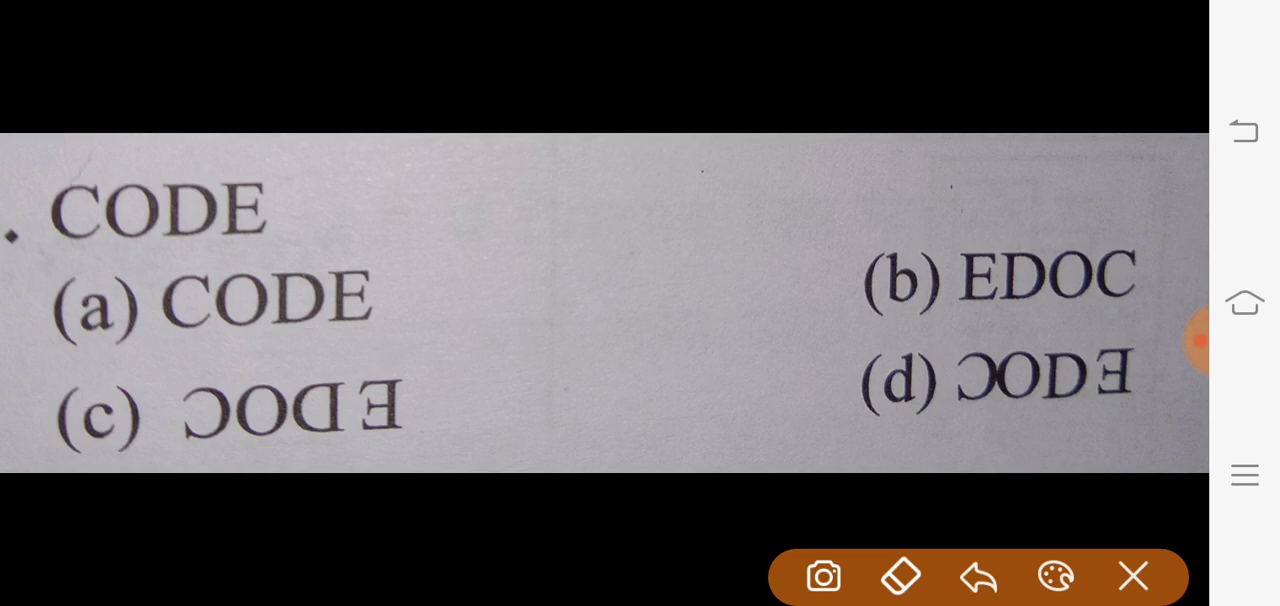 . CODE
(a) CODE (b) EDOC
(c) ƆOᗡƎ (d) ƆODƎ